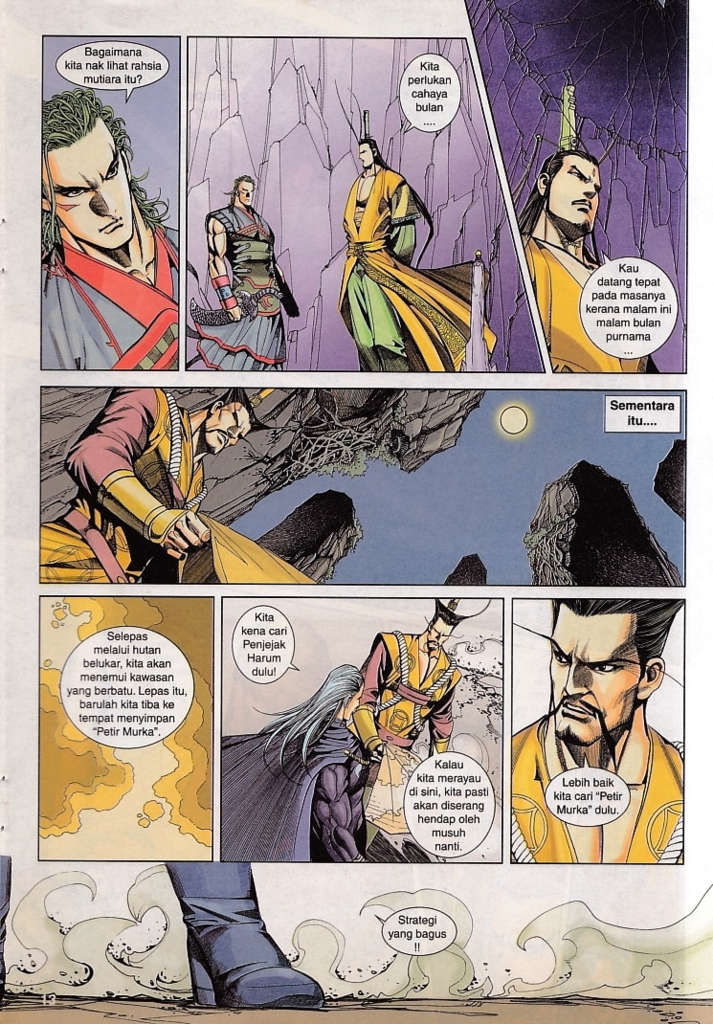 Bagaimana
kita nak lihat rahsia
mutiara itu?
Kita
perlukan
cahaya
bulan
....
Kau
datang tepat
pada masanya
kerana malam ini
malam bulan
purnama
...
Sementara
itu....
Selepas
melalui hutan
belukar, kita akan
menemui kawasan
yang berbatu. Lepas itu,
barulah kita tiba ke
tempat menyimpan
“Petir Murka”.
Kita
kena cari
Penjejak
Harum
dulu!
Kalau
kita merayau
di sini, kita pasti
akan diserang
hendap oleh
musuh
nanti.
Lebih baik
kita cari “Petir
Murka” dulu.
Strategi
yang bagus
!!
13